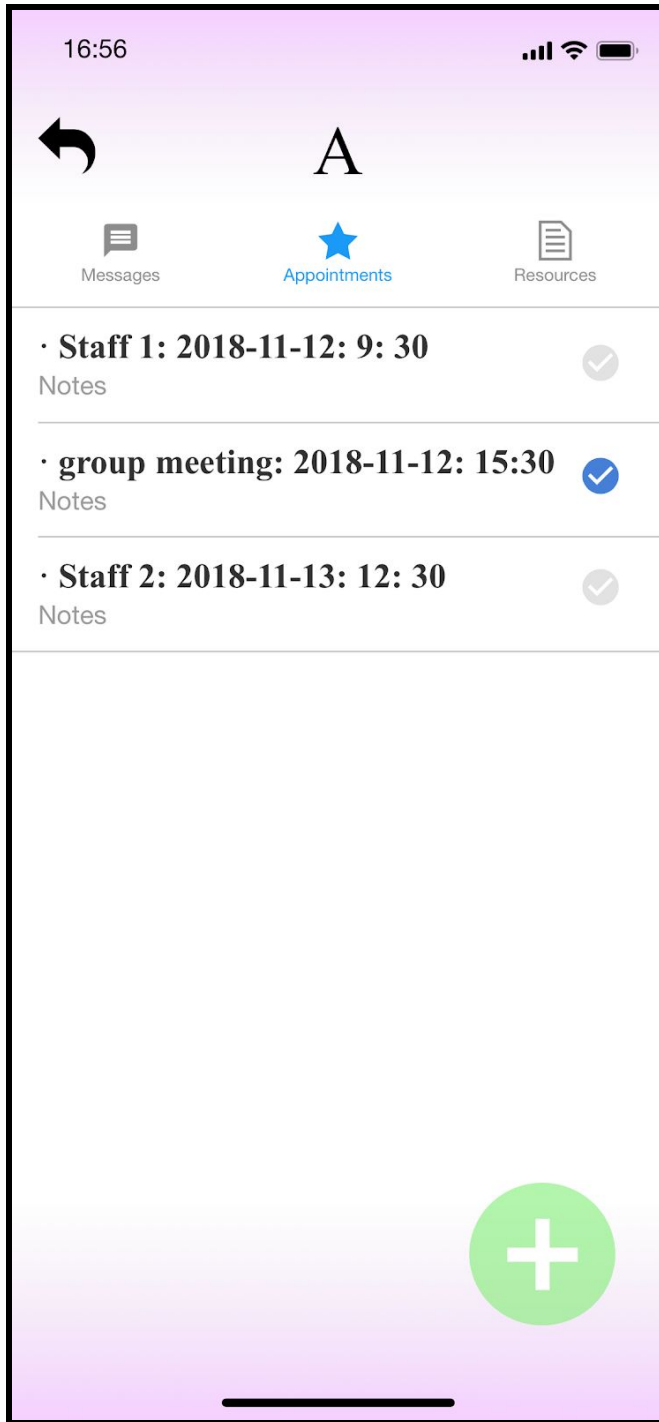 16:56
A
Messages Appointments Resources
· Staff 1: 2018-11-12: 9: 30
Notes
· group meeting: 2018-11-12: 15:30
Notes
· Staff 2: 2018-11-13: 12: 30
Notes